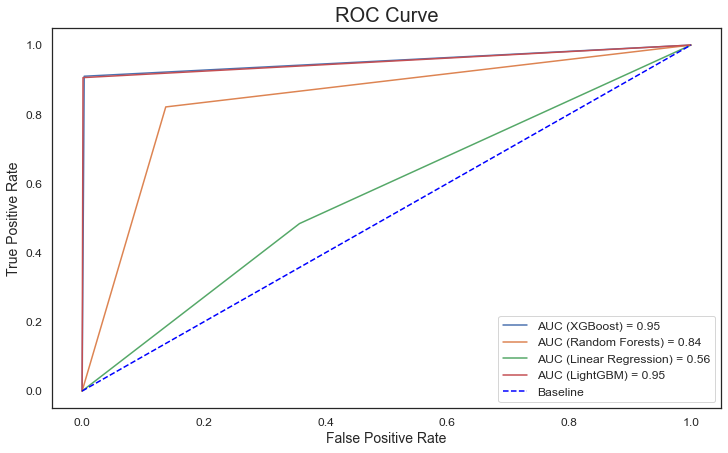 ROC Curve
1.0
0.8
0.6
0.4
0.2
0.0
True Positive Rate
AUC (XGBoost) = 0.95
AUC (Random Forests) = 0.84
AUC (Linear Regression) = 0.56
AUC (LightGBM) = 0.95
Baseline
0.0 0.2 0.4 0.6 0.8 1.0
False Positive Rate